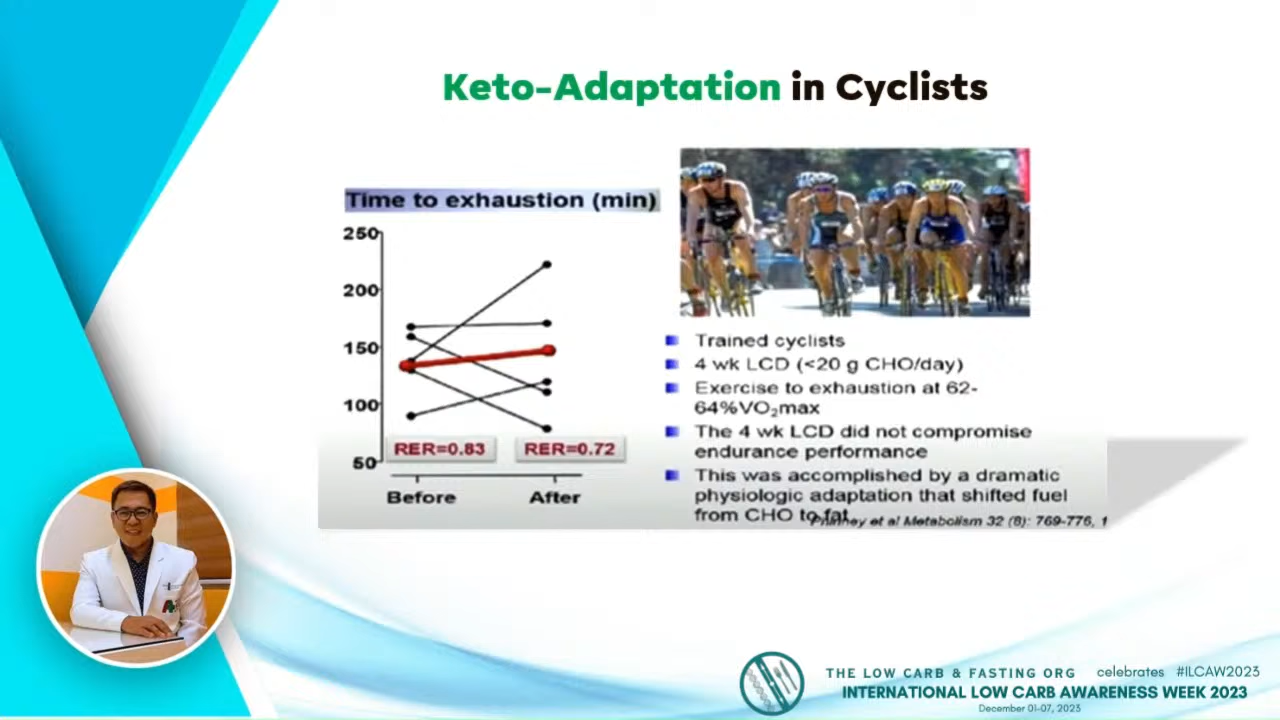 Keto-Adaptation in Cyclists
Time to exhaustion (min)
250
200
150
100
50
RER=0.83
RER=0.72
Before
After
Trained cyclists
4 wk LCD (<20 g CHO/day)
Exercise to exhaustion at 62-
64%VO₂max
The 4 wk LCD did not compromise
endurance performance
This was accomplished by a dramatic
physiologic adaptation that shifted fuel
from CHO to fat
Phinney et al Metabolism 32 (8): 769-776, 1
THE LOW CARB & FASTING ORG celebrates #ILCAW2023
INTERNATIONAL LOW CARB AWARENESS WEEK 2023
December 01-07, 2023